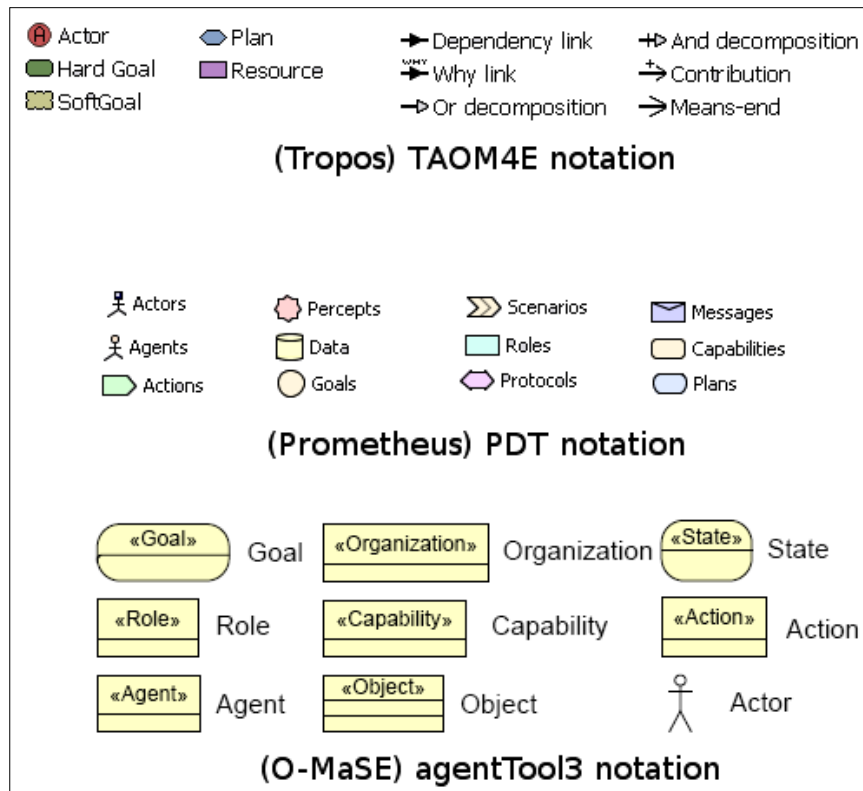 A Actor Plan Dependency link And decomposition
Hard Goal Resource WHY Why link + Contribution
SoftGoal Or decomposition Means-end
(Tropos) TAOM4E notation
Actors Percepts Scenarios Messages
Agents Data Roles Capabilities
Actions Goals Protocols Plans
(Prometheus) PDT notation
«Goal» Goal «Organization» Organization «State» State
«Role» Role «Capability» Capability «Action» Action
«Agent» Agent «Object» Object Actor
(O-MaSE) agentTool3 notation